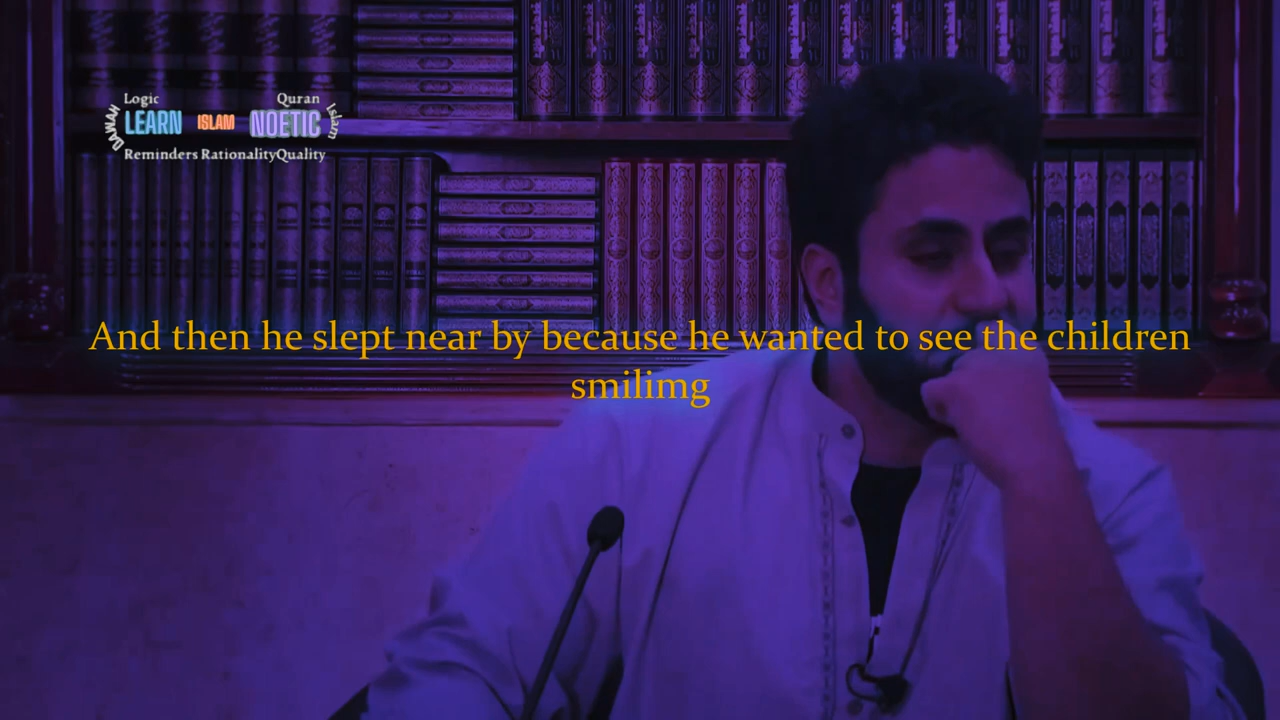 Logic Quran
DAWAH LEARN ISLAM NOETIC Islam
Reminders Rationality Quality
And then he slept near by because he wanted to see the children
smilimg